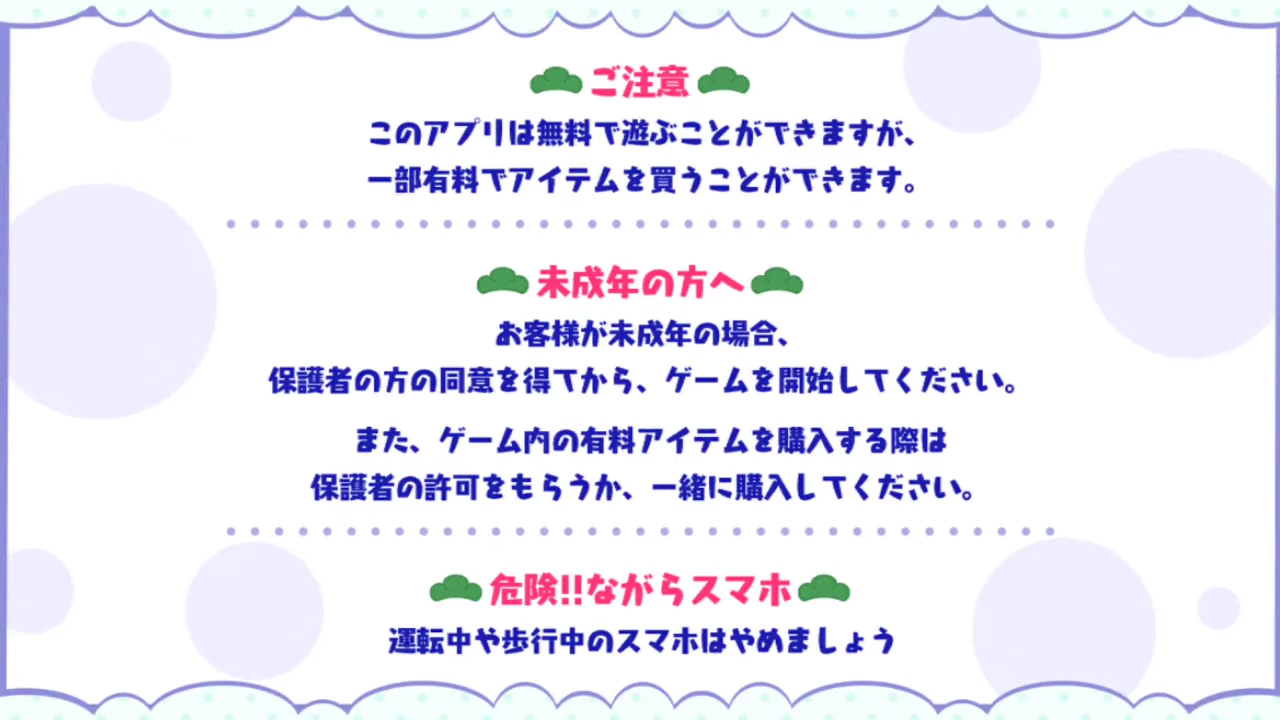 ご注意
このアプリは無料で遊ぶことができますが、
一部有料でアイテムを買うことができます。
未成年の方へ
お客様が未成年の場合、
保護者の方の同意を得てから、ゲームを開始してください。
また、ゲーム内の有料アイテムを購入する際は
保護者の許可をもらうか、一緒に購入してください。
危険!!ながらスマホ
運転中や歩行中のスマホはやめましょう